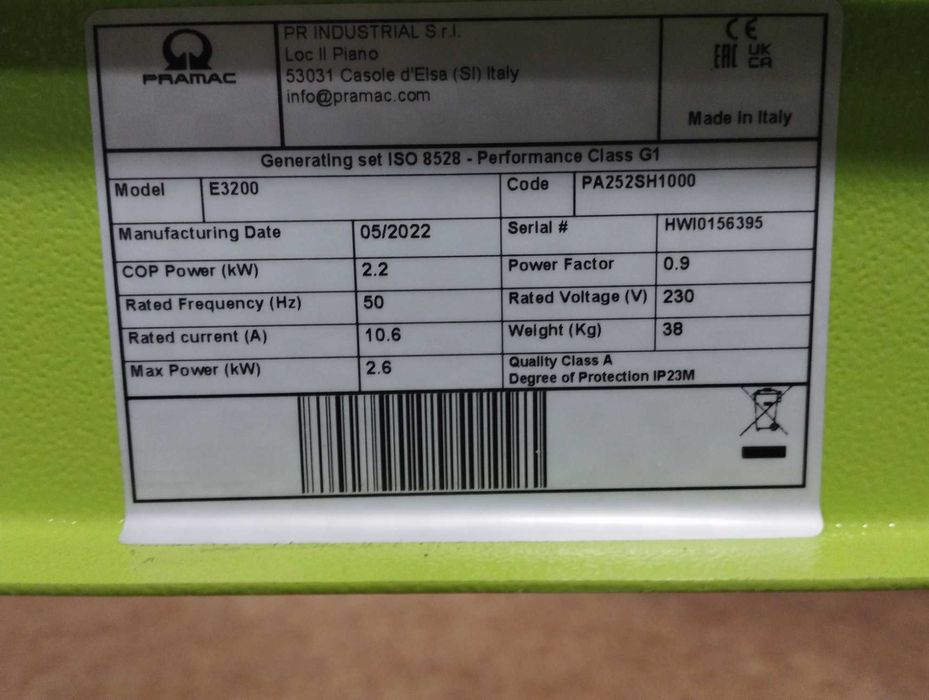 PRAMAC
PR INDUSTRIAL S.r.l.
Loc Il Piano
53031 Casole d'Elsa (SI) Italy
info@pramac.com
CE
EAC UK
CA
Made in Italy
Generating set ISO 8528 - Performance Class G1
Model E3200 Code PA252SH1000
Manufacturing Date 05/2022 Serial # HWI0156395
COP Power (kW) 2.2 Power Factor 0.9
Rated Frequency (Hz) 50 Rated Voltage (V) 230
Rated current (A) 10.6 Weight (Kg) 38
Max Power (kW) 2.6 Quality Class A
Degree of Protection IP23M